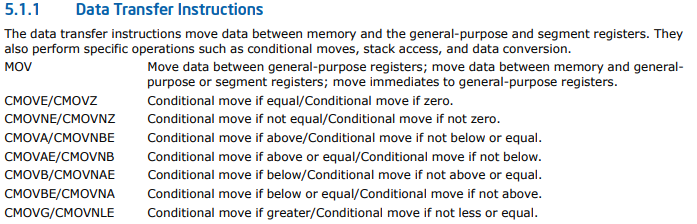 5.1.1 Data Transfer Instructions
The data transfer instructions move data between memory and the general-purpose and segment registers. They
also perform specific operations such as conditional moves, stack access, and data conversion.
MOV Move data between general-purpose registers; move data between memory and general-
purpose or segment registers; move immediates to general-purpose registers.
CMOVE/CMOVZ Conditional move if equal/Conditional move if zero.
CMOVNE/CMOVNZ Conditional move if not equal/Conditional move if not zero.
CMOVA/CMOVNBE Conditional move if above/Conditional move if not below or equal.
CMOVAE/CMOVNB Conditional move if above or equal/Conditional move if not below.
CMOVB/CMOVNAE Conditional move if below/Conditional move if not above or equal.
CMOVBE/CMOVNA Conditional move if below or equal/Conditional move if not above.
CMOVG/CMOVNLE Conditional move if greater/Conditional move if not less or equal.